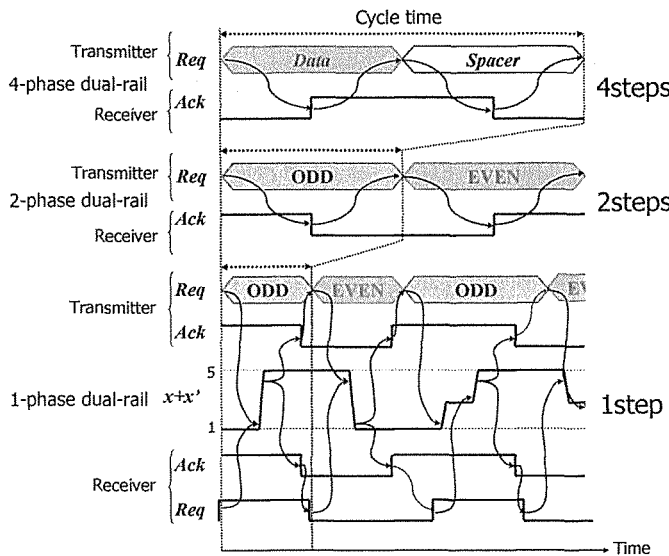 Cycle time
Transmitter Req Data Spacer
4-phase dual-rail 4steps
Receiver Ack
Transmitter Req ODD EVEN
2-phase dual-rail 2steps
Receiver Ack
Req ODD EVEN ODD EV
Transmitter
Ack
5
1-phase dual-rail x+x' 1step
1
Ack
Receiver
Req
Time